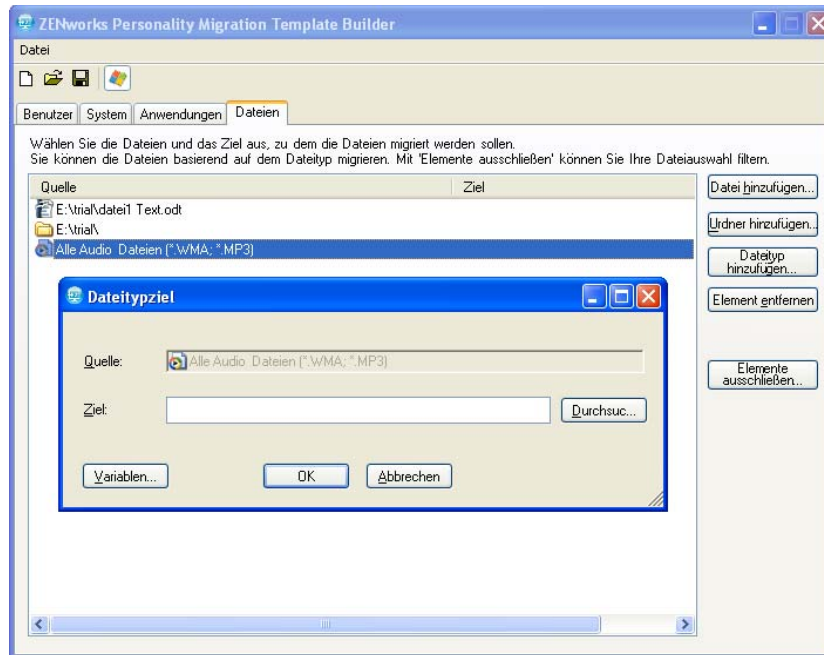 ZENworks Personality Migration Template Builder
Datei
Benutzer System Anwendungen Dateien
Wählen Sie die Dateien und das Ziel aus, zu dem die Dateien migriert werden sollen.
Sie können die Dateien basierend auf dem Dateityp migrieren. Mit 'Elemente ausschließen' können Sie Ihre Dateiauswahl filtern.
Quelle Ziel
E:\trial\datei1 Text.odt
E:\trial\
Alle Audio Dateien (*.WMA; *.MP3)
Datei hinzufügen...
Urdner hinzufügen...
Dateityp
hinzufügen...
Element entfernen
Elemente
ausschließen...
Dateitypziel
Quelle: Alle Audio Dateien (*.WMA; *.MP3)
Ziel: Durchsuc...
Variablen... OK Abbrechen